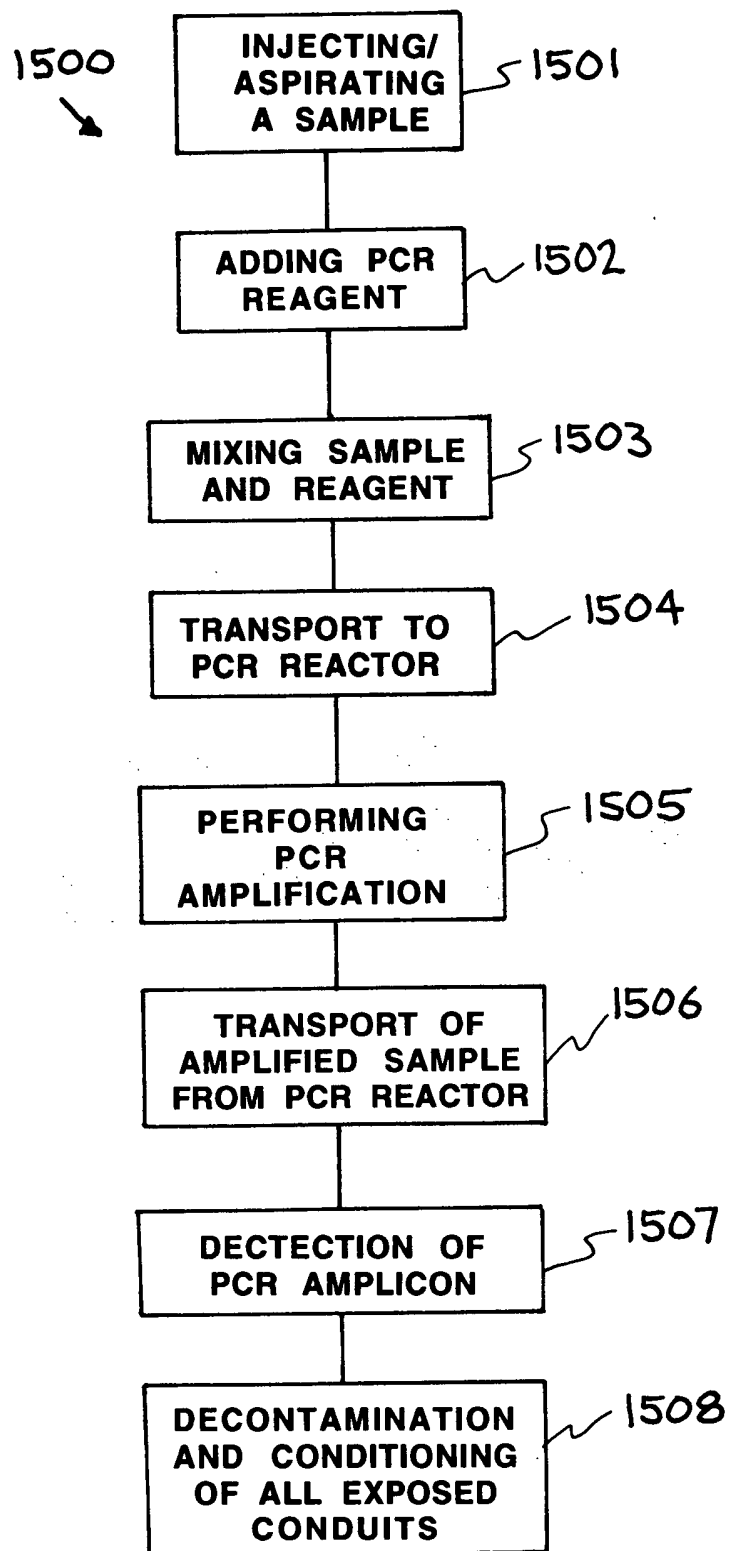 1500
INJECTING/
ASPIRATING
A SAMPLE
1501
ADDING PCR
REAGENT
1502
MIXING SAMPLE
AND REAGENT
1503
TRANSPORT TO
PCR REACTOR
1504
PERFORMING
PCR
AMPLIFICATION
1505
TRANSPORT OF
AMPLIFIED SAMPLE
FROM PCR REACTOR
1506
DECTECTION OF
PCR AMPLICON
1507
DECONTAMINATION
AND CONDITIONING
OF ALL EXPOSED
CONDUITS
1508